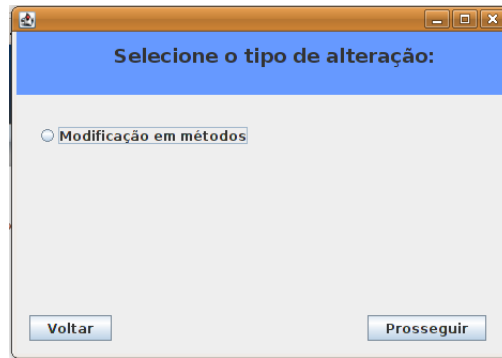 Selecione o tipo de alteração:
Modificação em métodos
Voltar
Prosseguir